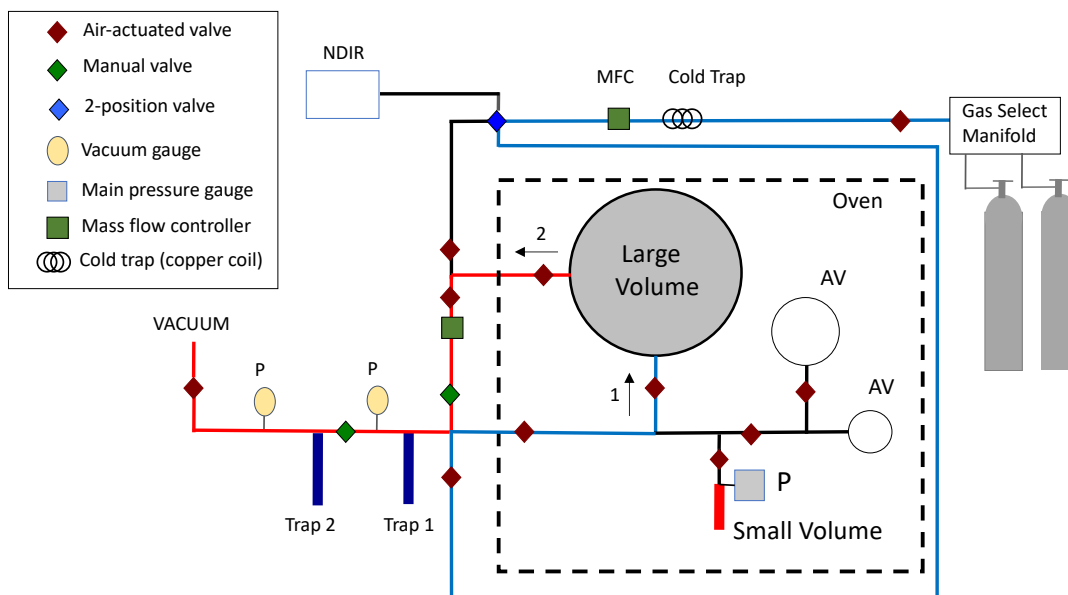 Air-actuated valve
Manual valve
2-position valve
Vacuum gauge
Main pressure gauge
Mass flow controller
Cold trap (copper coil)
NDIR
MFC
Cold Trap
Gas Select
Manifold
Oven
2
Large
Volume
AV
VACUUM
P
P
1
AV
P
Small Volume
Trap 2
Trap 1